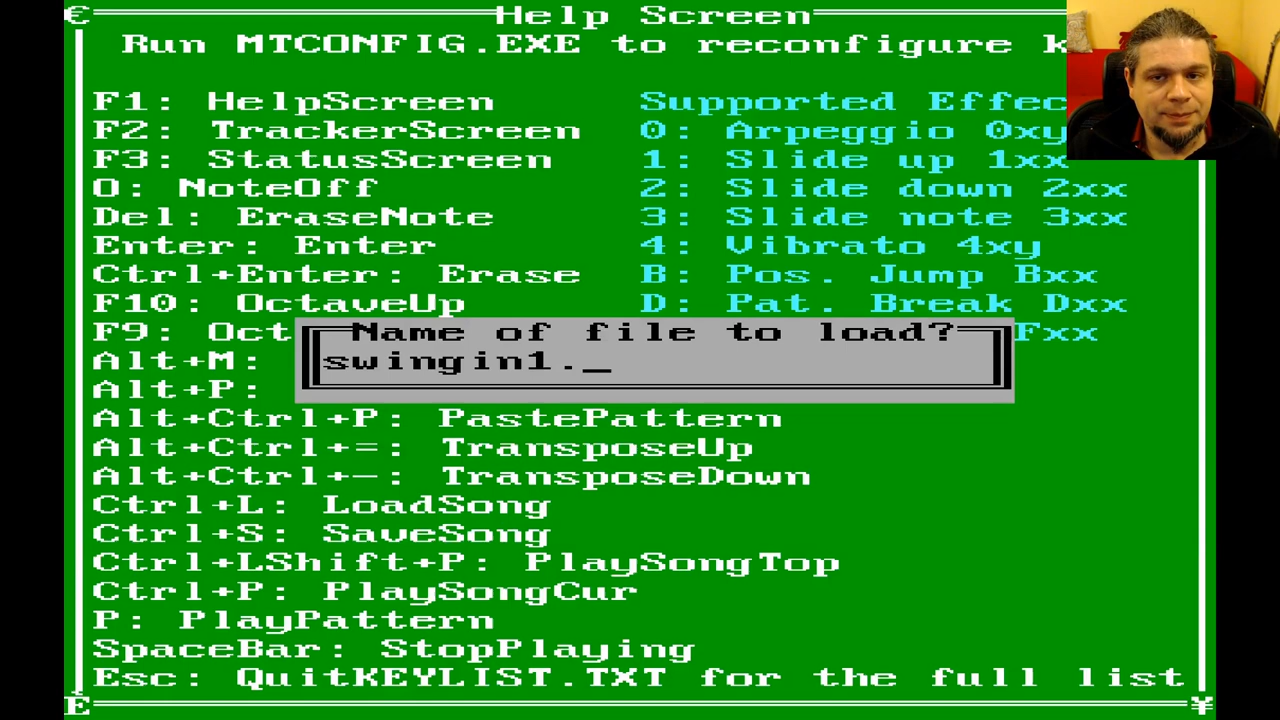 Help Screen
Run MTCONFIG.EXE to reconfigure k
F1: HelpScreen
F2: TrackerScreen
F3: StatusScreen
O: NoteOff
Del: EraseNote
Enter: Enter
Ctrl+Enter: Erase
F10: OctaveUp
F9: Oct
Alt+M:
Alt+P:
Alt+Ctrl+P: PastePattern
Alt+Ctrl+=: TransposeUp
Alt+Ctrl+-: TransposeDown
Ctrl+L: LoadSong
Ctrl+S: SaveSong
Ctrl+LShift+P: PlaySongTop
Ctrl+P: PlaySongCur
P: PlayPattern
SpaceBar: StopPlaying
Esc: QuitKEYLIST.TXT for the full list
Supported Effec
0: Arpeggio 0xy
1: Slide up 1xx
2: Slide down 2xx
3: Slide note 3xx
4: Vibrato 4xy
B: Pos. Jump Bxx
D: Pat. Break Dxx
Fxx
Name of file to load?
swingin1._